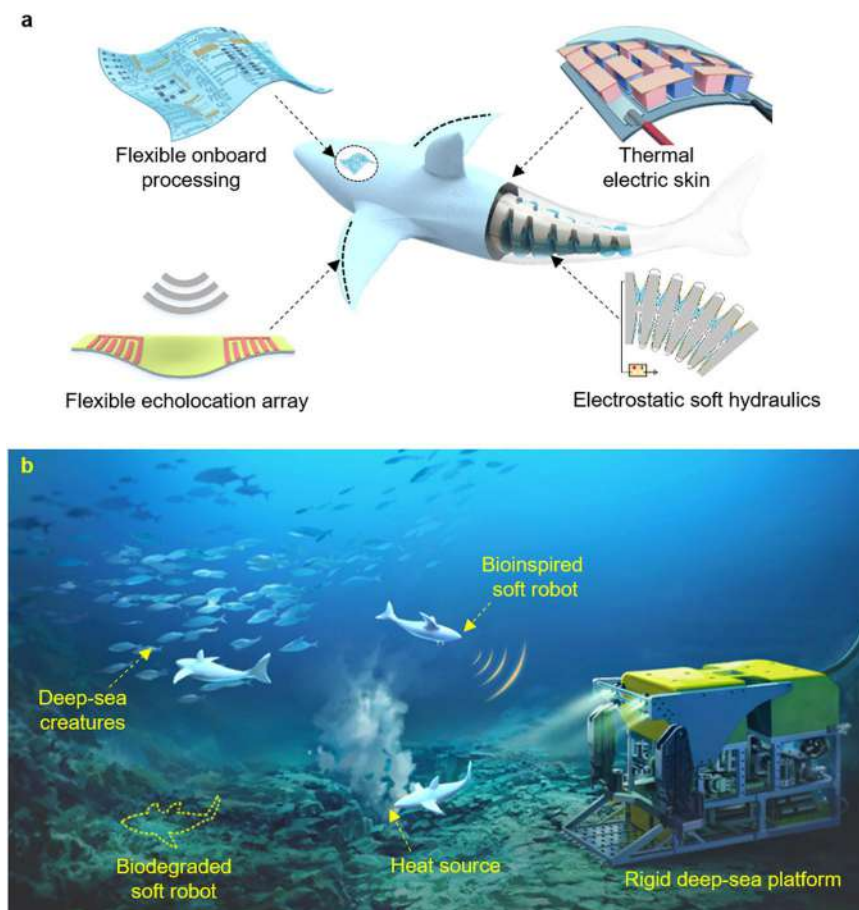 a
Flexible onboard
processing
Thermal
electric skin
Flexible echolocation array
Electrostatic soft hydraulics
b
Bioinspired
soft robot
Deep-sea
creatures
Biodegraded
soft robot
Heat source
Rigid deep-sea platform